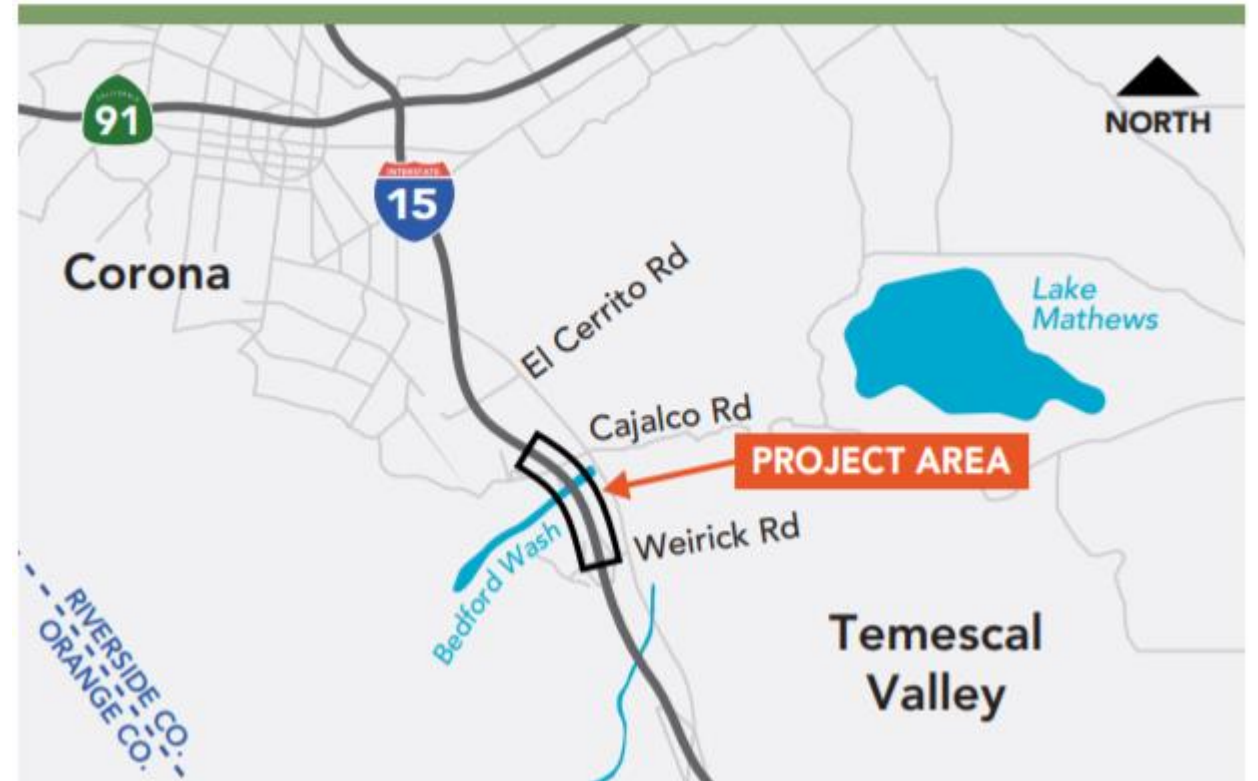 NORTH
CALIFORNIA
91
INTERSTATE
15
Corona
El Cerrito Rd
Lake
Mathews
Cajalco Rd
PROJECT AREA
Bedford Wash
Weirick Rd
RIVERSIDE CO.
ORANGE CO.
Temescal
Valley